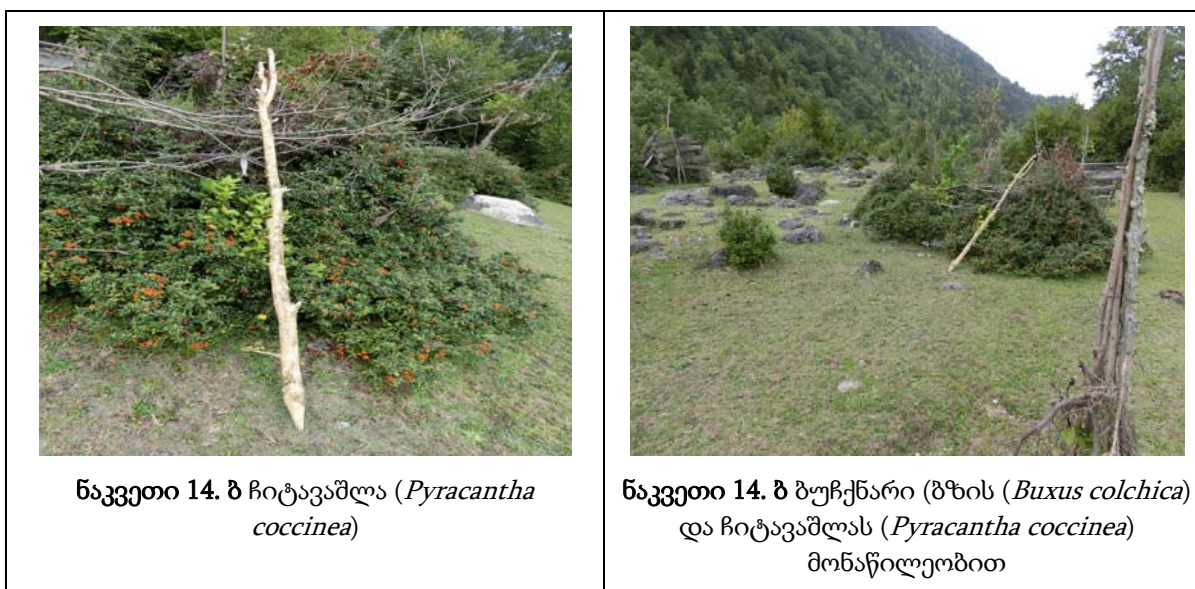 ნაკვეთი 14. ბ ჩიტავაშლა (Pyracantha
coccinea)
ნაკვეთი 14. ბ ბუჩქნარი (ბზის (Buxus colchica)
და ჩიტავაშლას (Pyracantha coccinea)
მონაწილეობით